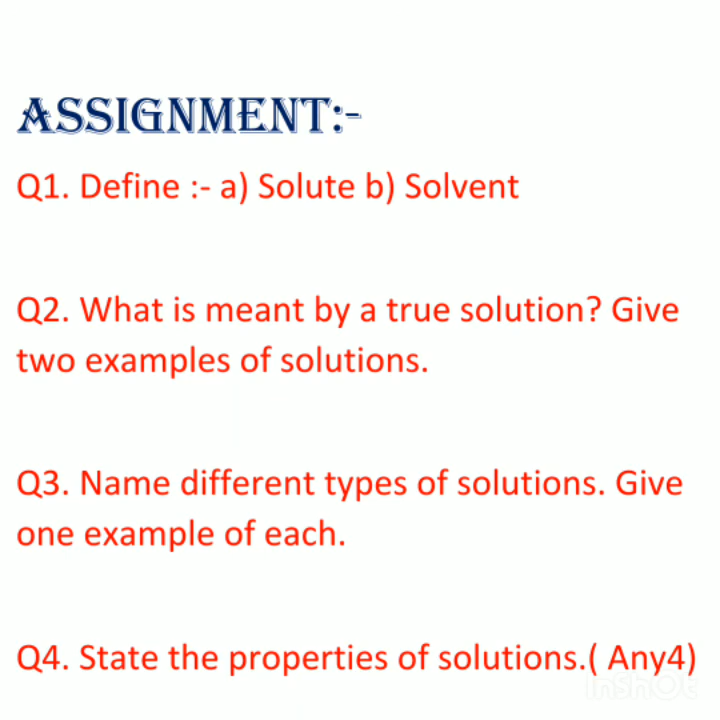 ASSIGNMENT:-
Q1. Define :- a) Solute b) Solvent
Q2. What is meant by a true solution? Give
two examples of solutions.
Q3. Name different types of solutions. Give
one example of each.
Q4. State the properties of solutions.( Any4)
InShOt